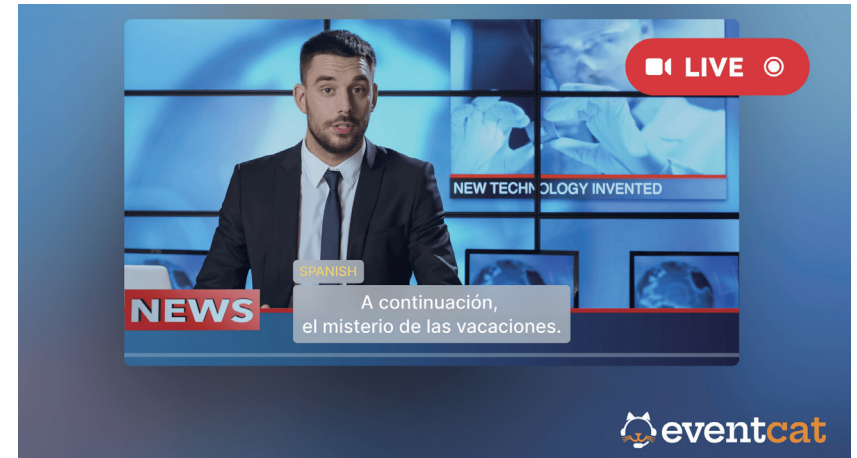 LIVE
NEW TECHNOLOGY INVENTED
SPANISH
NEWS
A continuación,
el misterio de las vacaciones.
eventcat